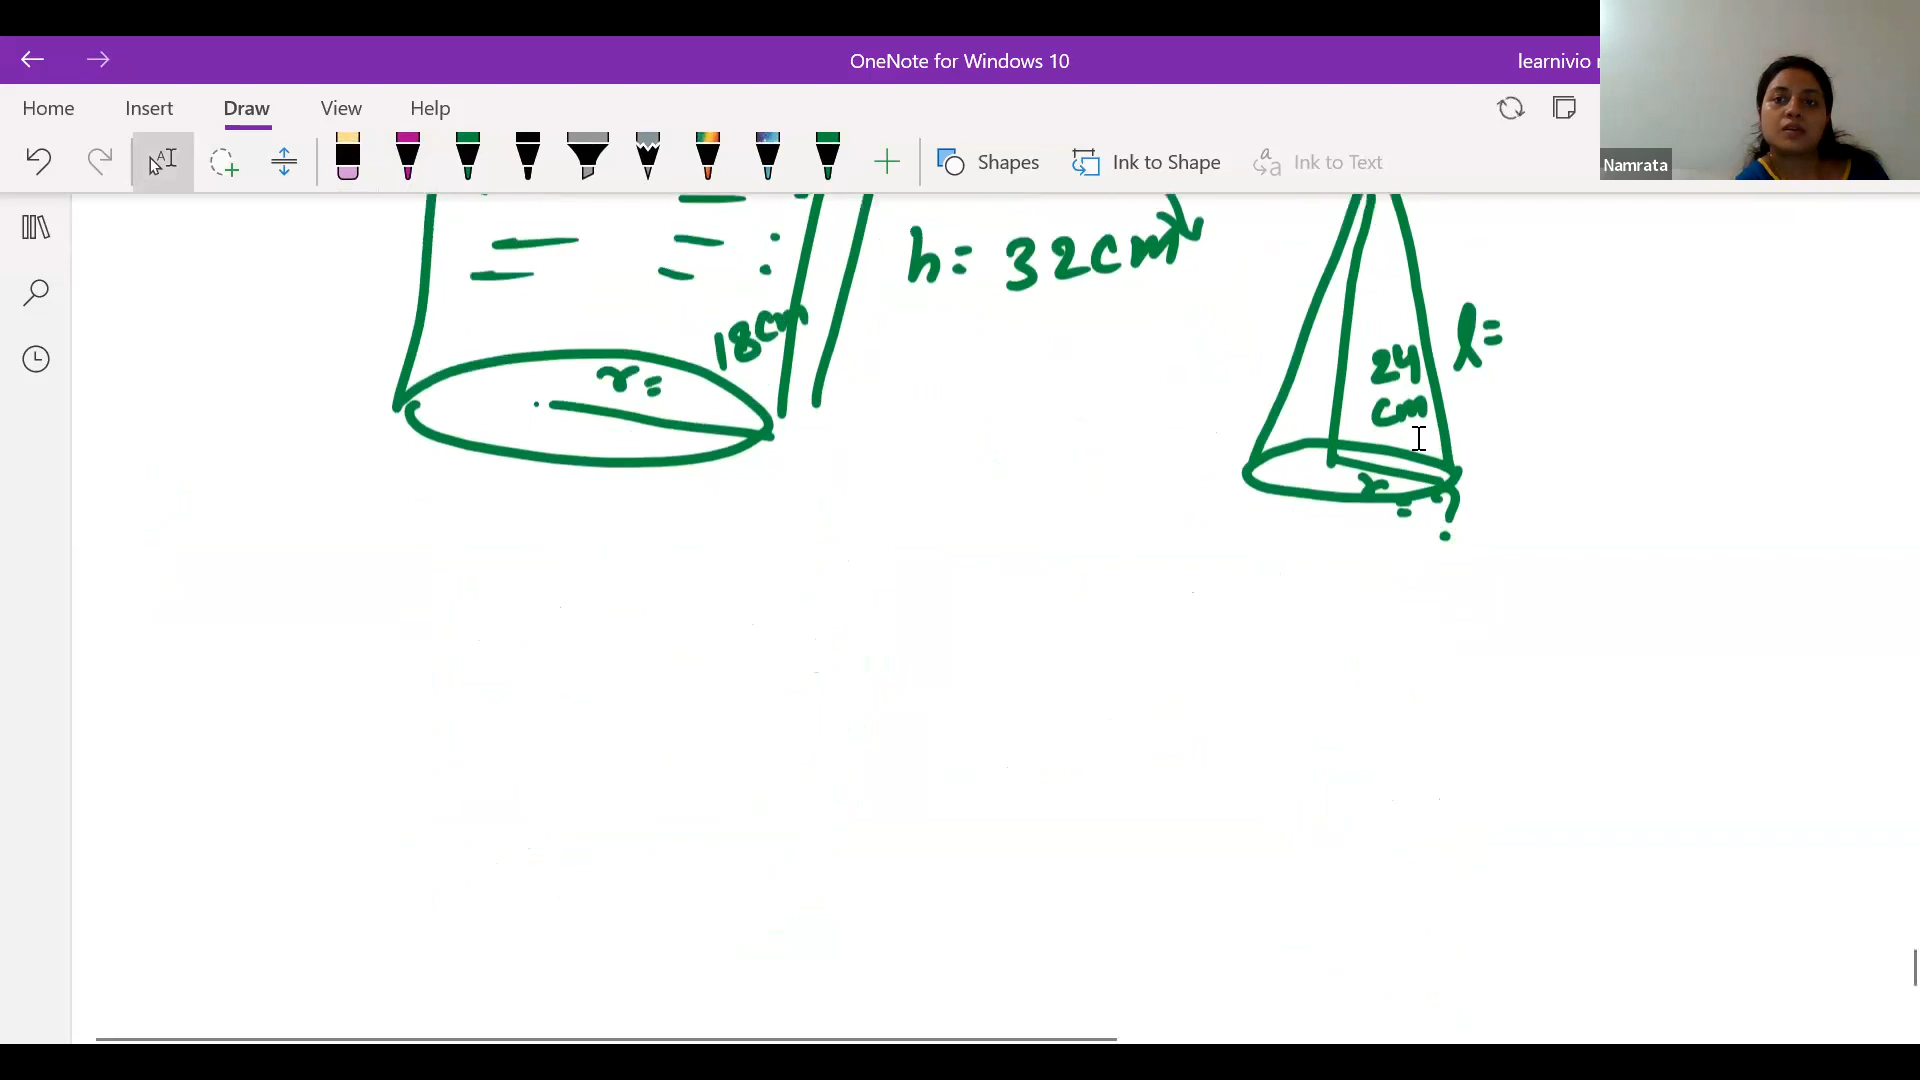 OneNote for Windows 10
learnivio
Home Insert Draw View Help
Shapes Ink to Shape Ink to Text
Namrata
h= 32cm
18cm
r=
l=
24
cm
r = ?